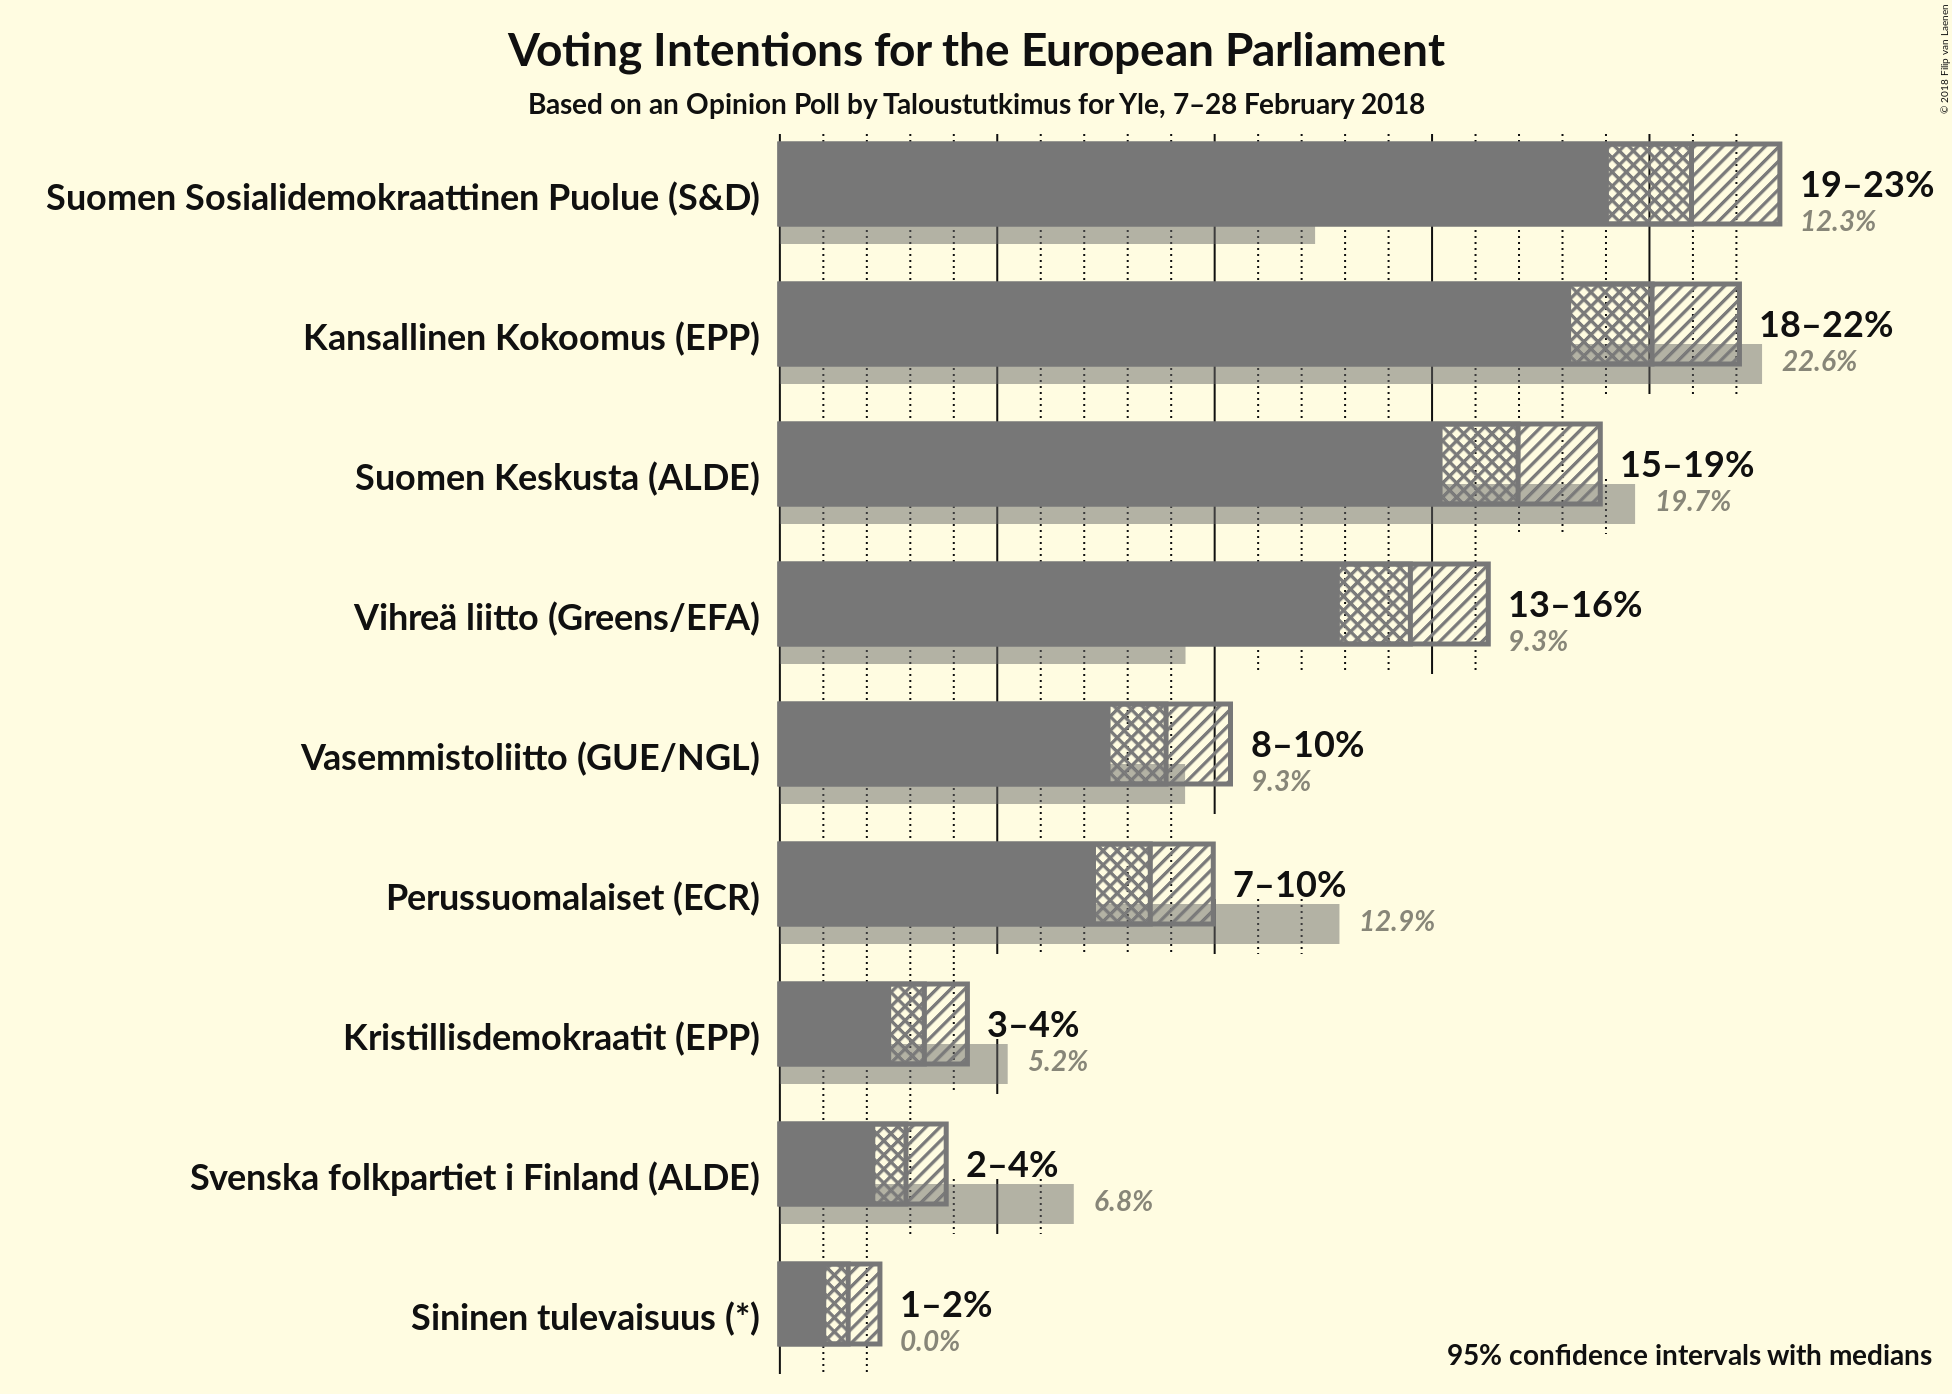 Voting Intentions for the European Parliament
Based on an Opinion Poll by Taloustutkimus for Yle, 7–28 February 2018
© 2018 Filip van Laenen
Suomen Sosialidemokraattinen Puolue (S&D)
19–23%
12.3%
Kansallinen Kokoomus (EPP)
18–22%
22.6%
Suomen Keskusta (ALDE)
15–19%
19.7%
Vihreä liitto (Greens/EFA)
13–16%
9.3%
Vasemmistoliitto (GUE/NGL)
8–10%
9.3%
Perussuomalaiset (ECR)
7–10%
12.9%
Kristillisdemokraatit (EPP)
3–4%
5.2%
Svenska folkpartiet i Finland (ALDE)
2–4%
6.8%
Sininen tulevaisuus (*)
1–2%
0.0%
95% confidence intervals with medians